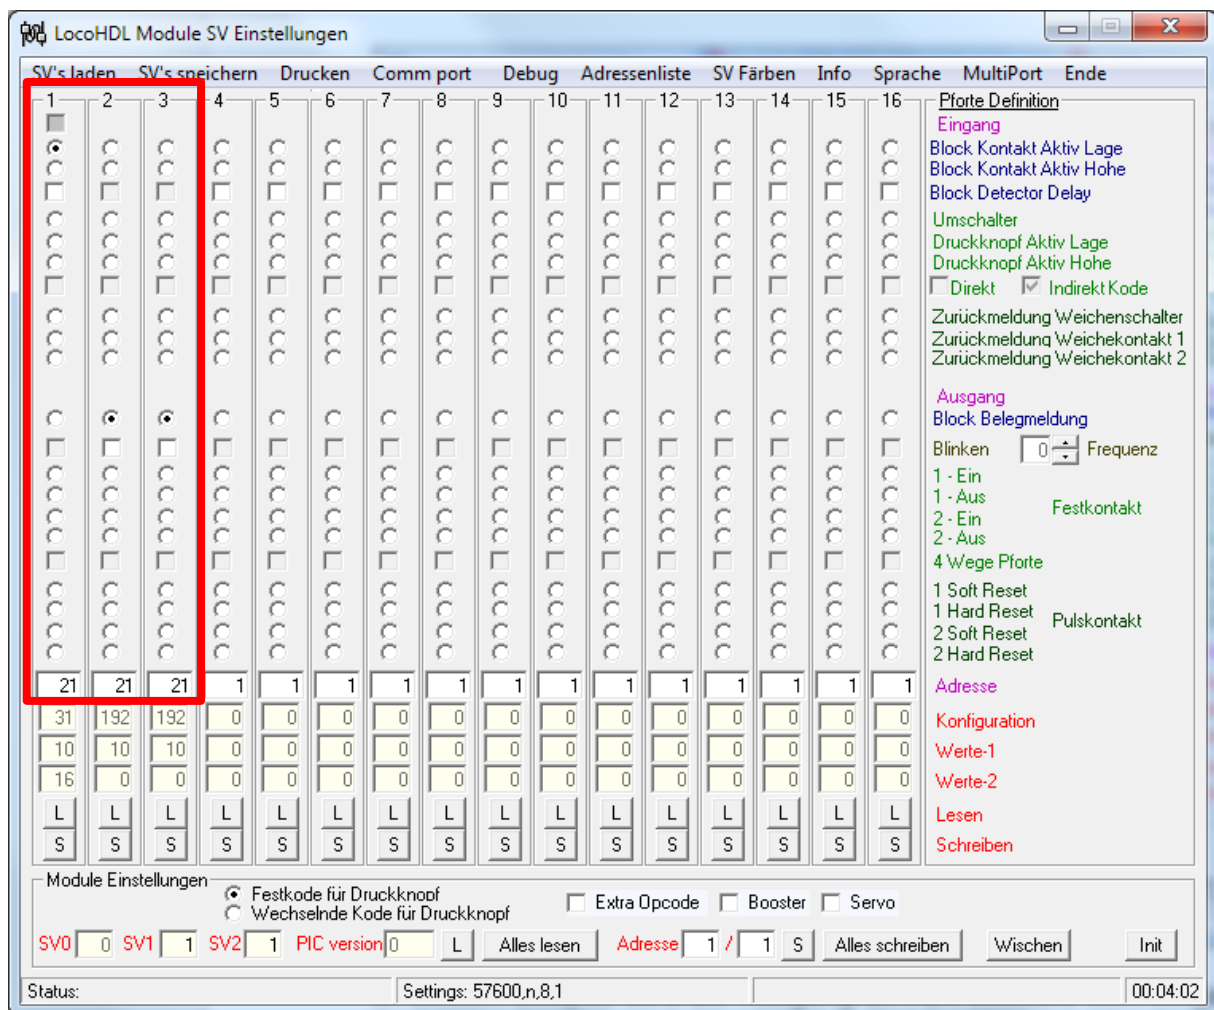 LocoHDL Module SV Einstellungen
SV's laden SV's speichern Drucken Comm port Debug Adressenliste SV Färben Info Sprache MultiPort Ende
1 2 3 4 5 6 7 8 9 10 11 12 13 14 15 16 Pforte Definition
Eingang
Block Kontakt Aktiv Lage
Block Kontakt Aktiv Hohe
Block Detector Delay
Umschalter
Druckknopf Aktiv Lage
Druckknopf Aktiv Hohe
Direkt Indirekt Kode
Zurückmeldung Weichenschalter
Zurückmeldung Weichekontakt 1
Zurückmeldung Weichekontakt 2
Ausgang
Block Belegmeldung
Blinken 0 Frequenz
1 - Ein
1 - Aus
Festkontakt
2 - Ein
2 - Aus
4 Wege Pforte
1 Soft Reset
1 Hard Reset
Pulskontakt
2 Soft Reset
2 Hard Reset
21 21 21 1 1 1 1 1 1 1 1 1 1 1 1 1 Adresse
31 192 192 0 0 0 0 0 0 0 0 0 0 0 0 0 Konfiguration
10 10 10 0 0 0 0 0 0 0 0 0 0 0 0 0 Werte-1
16 0 0 0 0 0 0 0 0 0 0 0 0 0 0 0 Werte-2
L L L L L L L L L L L L L L L L Lesen
S S S S S S S S S S S S S S S S Schreiben
Module Einstellungen
Festkode für Druckknopf
Wechselnde Kode für Druckknopf
Extra Opcode Booster Servo
SV0 0 SV1 1 SV2 1 PIC version 0 L Alles lesen Adresse 1 / 1 S Alles schreiben Wischen Init
Status: Settings: 57600,n,8,1 00:04:02